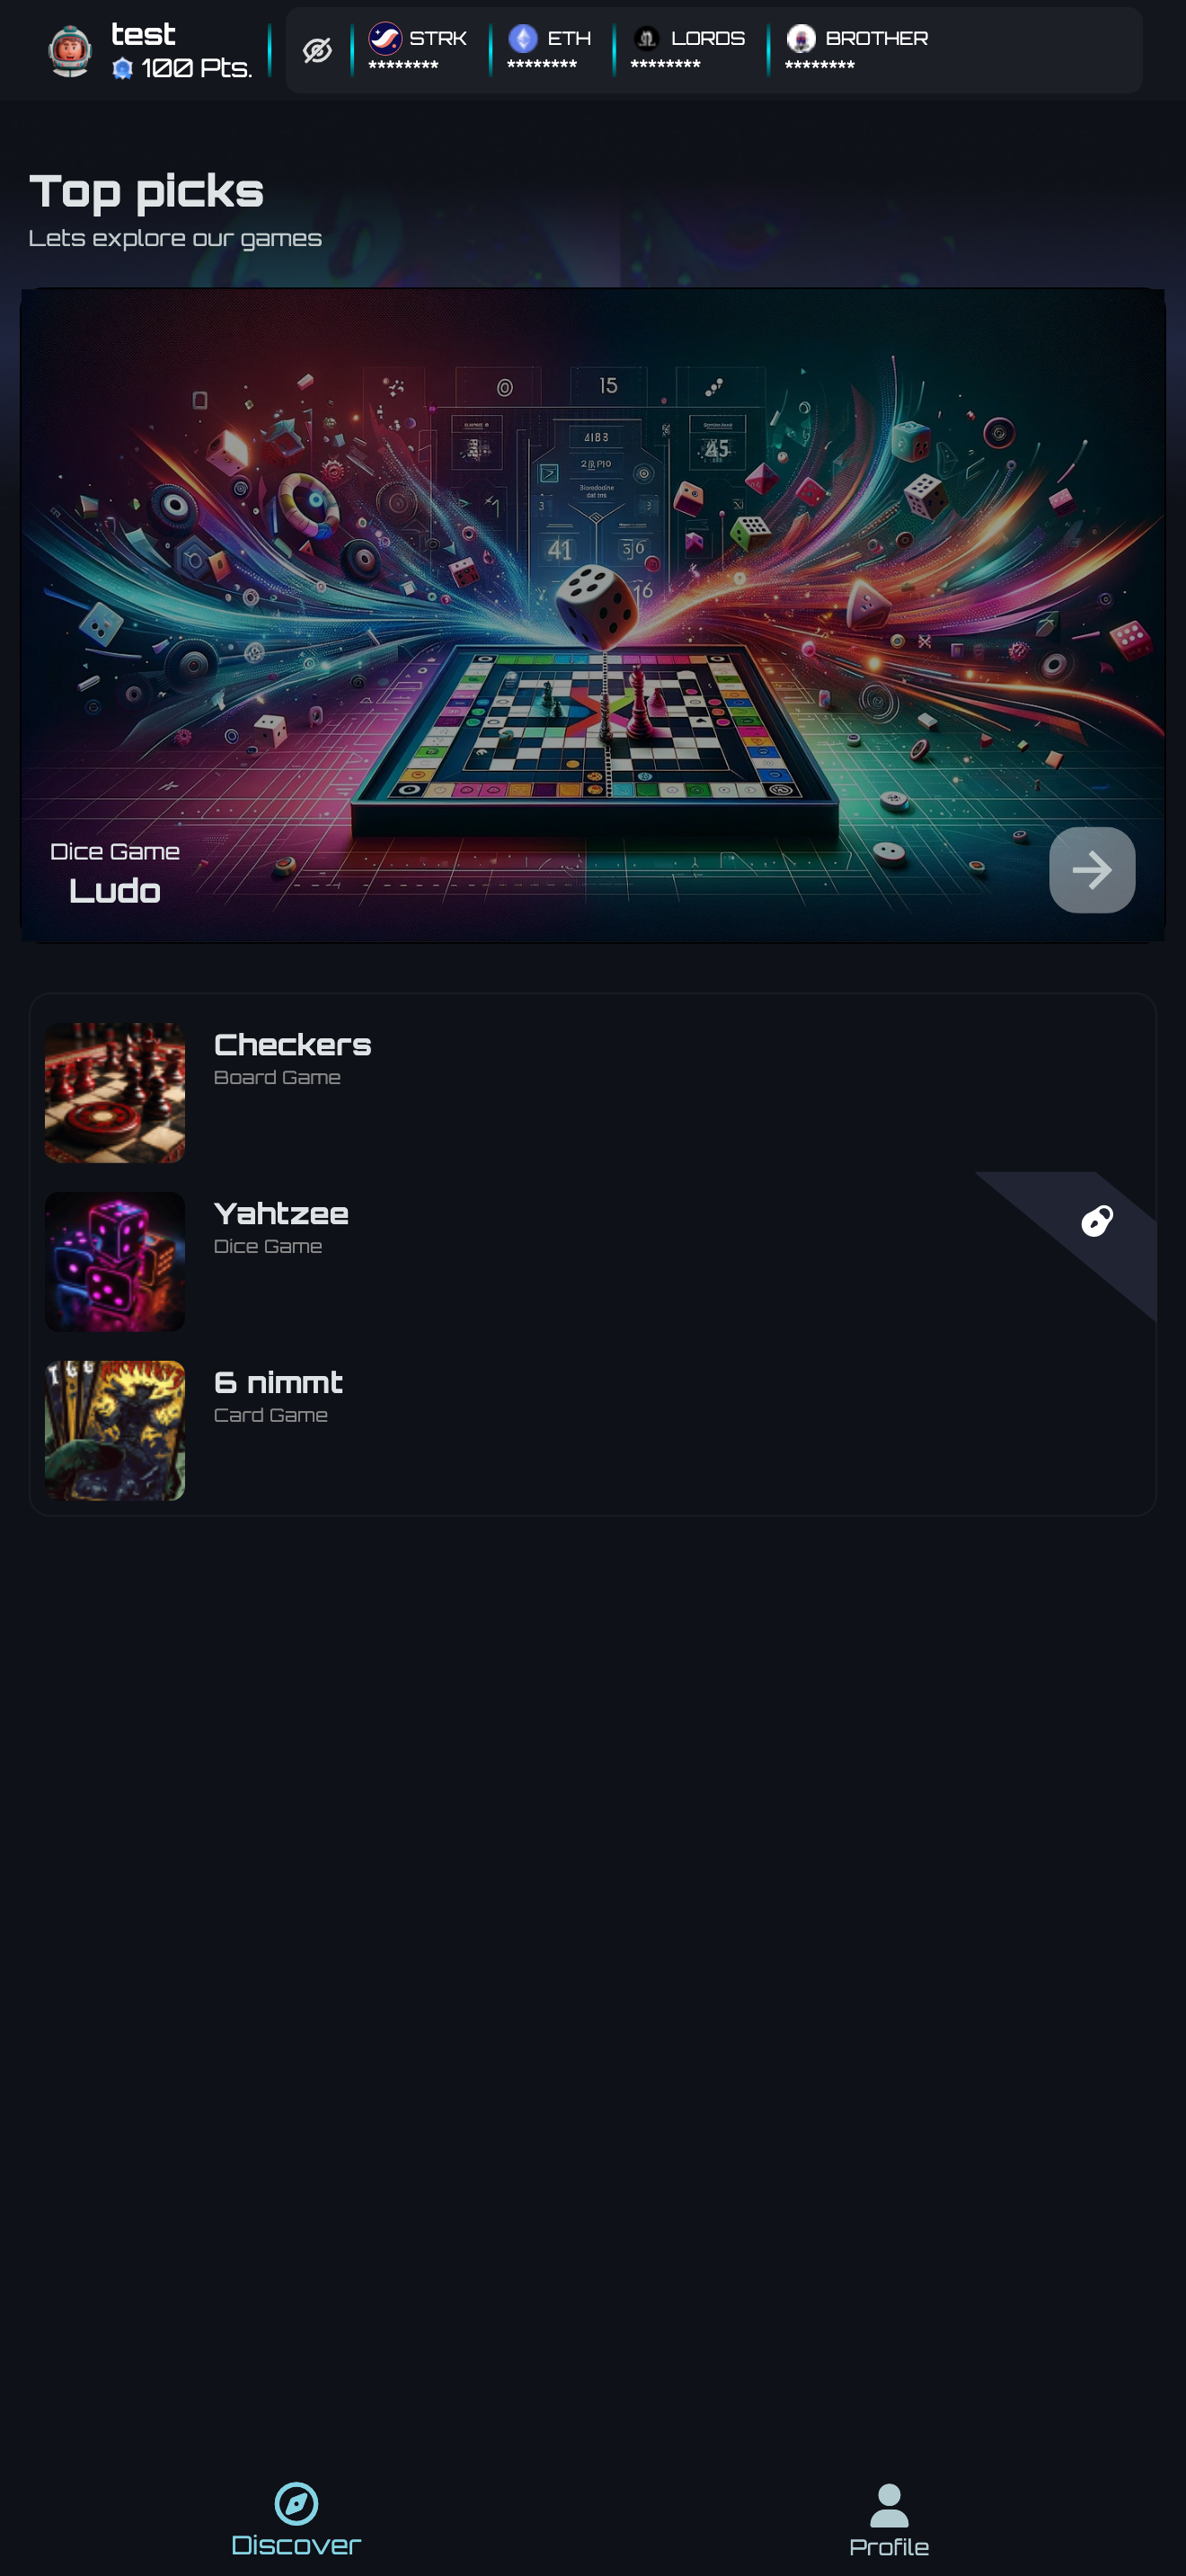 test
100 Pts.
STRK
********
ETH
********
LORDS
********
BROTHER
********
Top picks
Lets explore our games
15
41
16
Dice Game
Ludo
Checkers
Board Game
Yahtzee
Dice Game
6 nimmt
Card Game
Discover
Profile